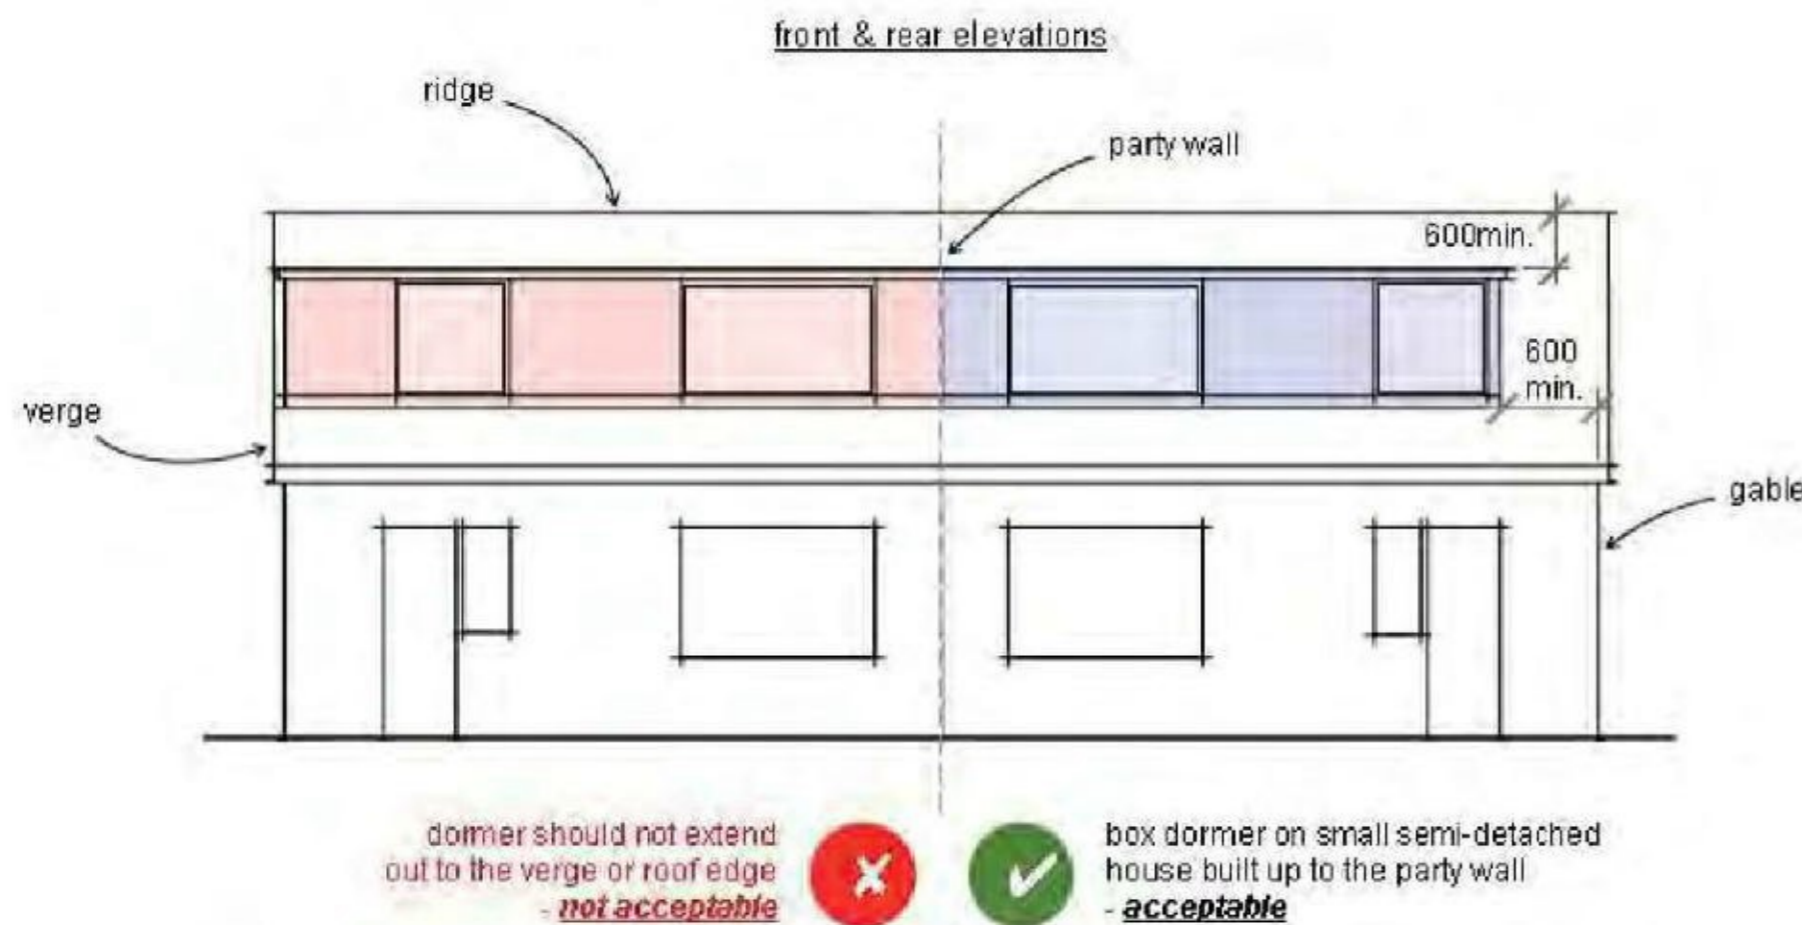 front & rear elevations
ridge
party wall
600min.
600
min.
verge
gable
dormer should not extend
out to the verge or roof edge
- not acceptable
box dormer on small semi-detached
house built up to the party wall
- acceptable